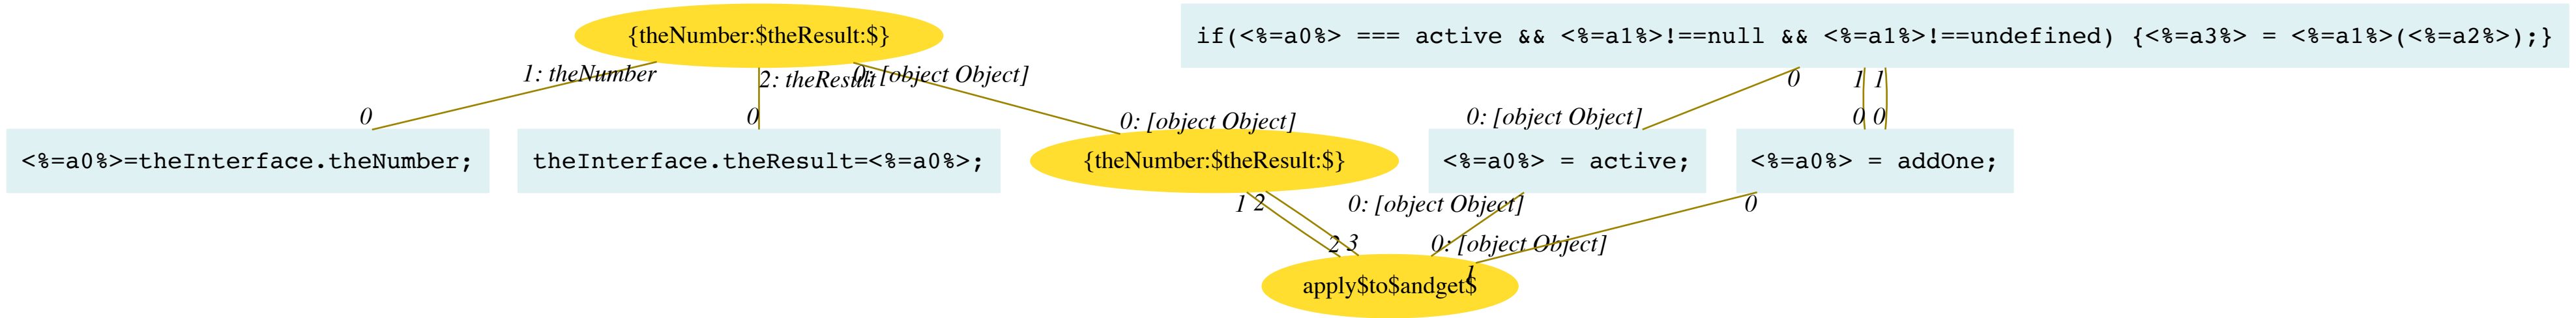 {theNumber:$theResult:$}
if(<%=a0%> === active && <%=a1%>!==null && <%=a1%>!==undefined) {<%=a3%> = <%=a1%>(<%=a2%>);}
1: theNumber
2: theResult
0: [object Object]
0
1
1
0
0
0: [object Object]
0: [object Object]
0
0
<%=a0%>=theInterface.theNumber;
theInterface.theResult=<%=a0%>;
{theNumber:$theResult:$}
<%=a0%> = active;
<%=a0%> = addOne;
1
2
0: [object Object]
0
2
3
0: [object Object]
1
apply$to$andget$